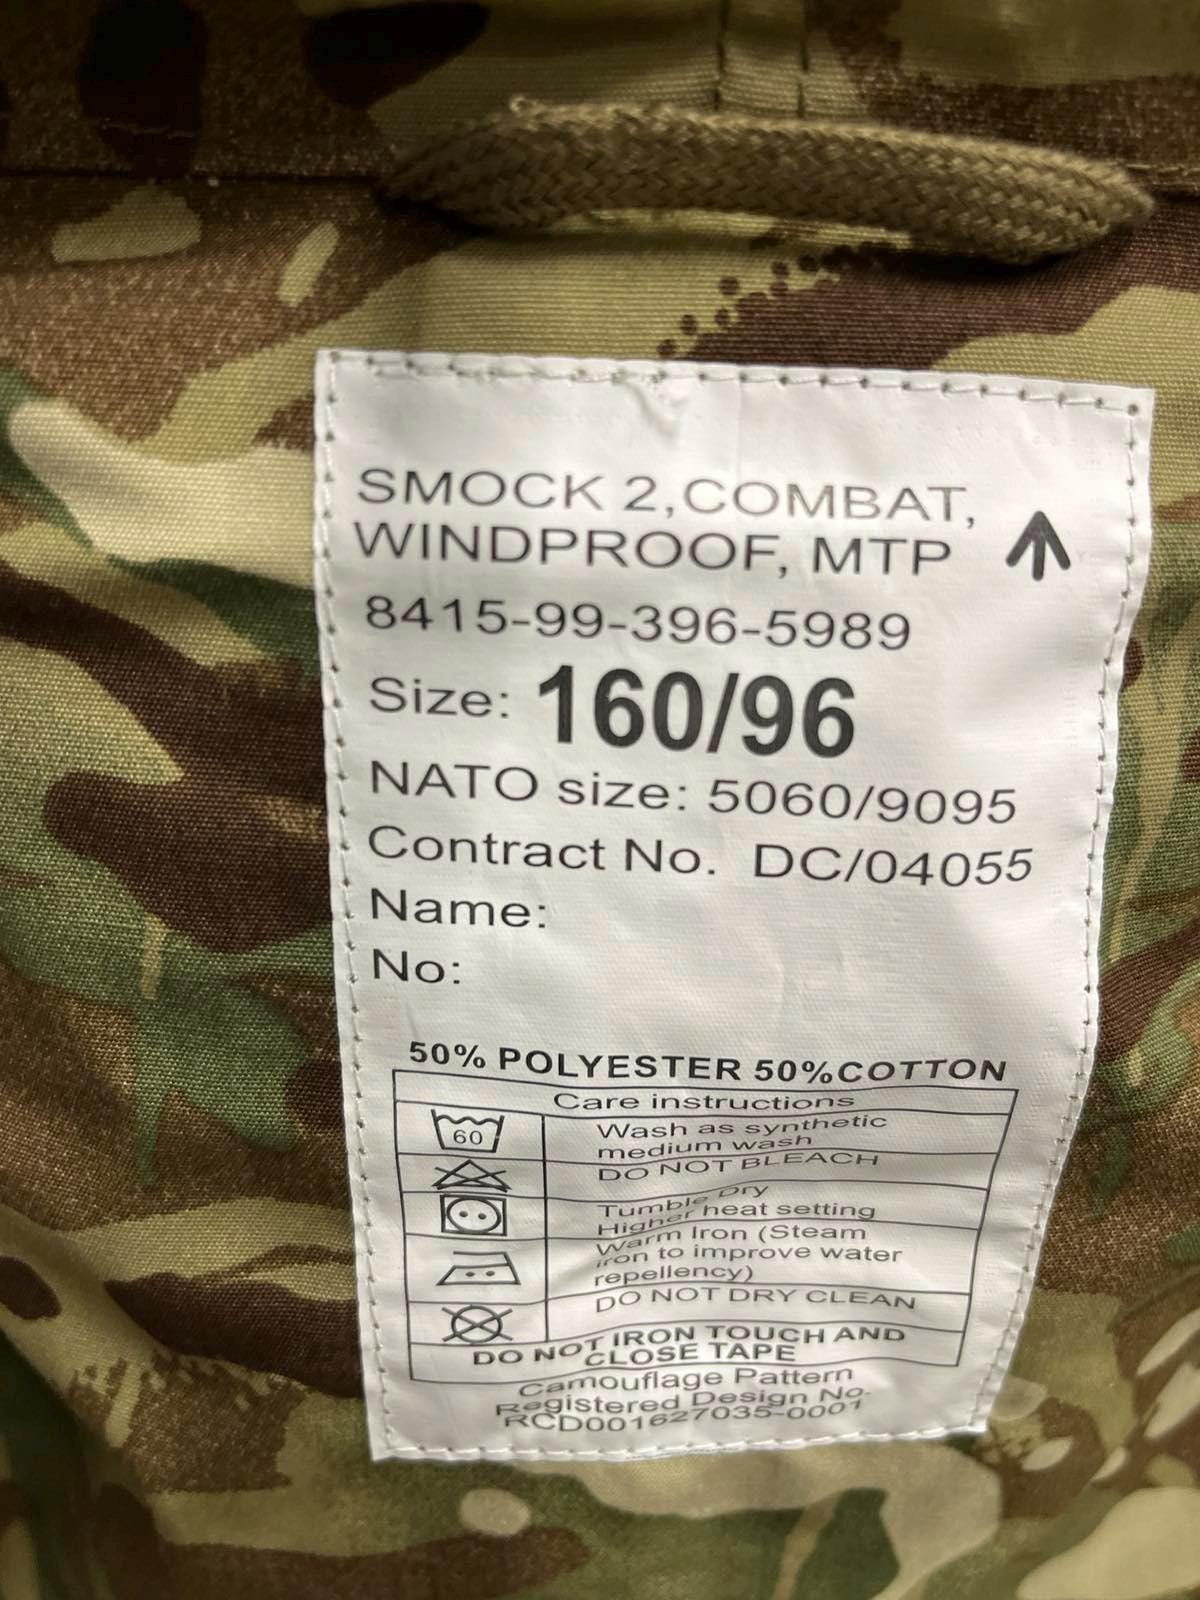 SMOCK 2,COMBAT,
WINDPROOF, MTP
8415-99-396-5989
Size: 160/96
NATO size: 5060/9095
Contract No. DC/04055
Name:
No:
50% POLYESTER 50%COTTON
Care instructions
60
Wash as synthetic
medium wash
DO NOT BLEACH
Tumble Dry
Higher heat setting
Warm Iron (Steam
iron to improve water
repellency)
DO NOT DRY CLEAN
DO NOT IRON TOUCH AND
CLOSE TAPE
Camouflage Pattern
Registered Design No.
RCD001627035-0001